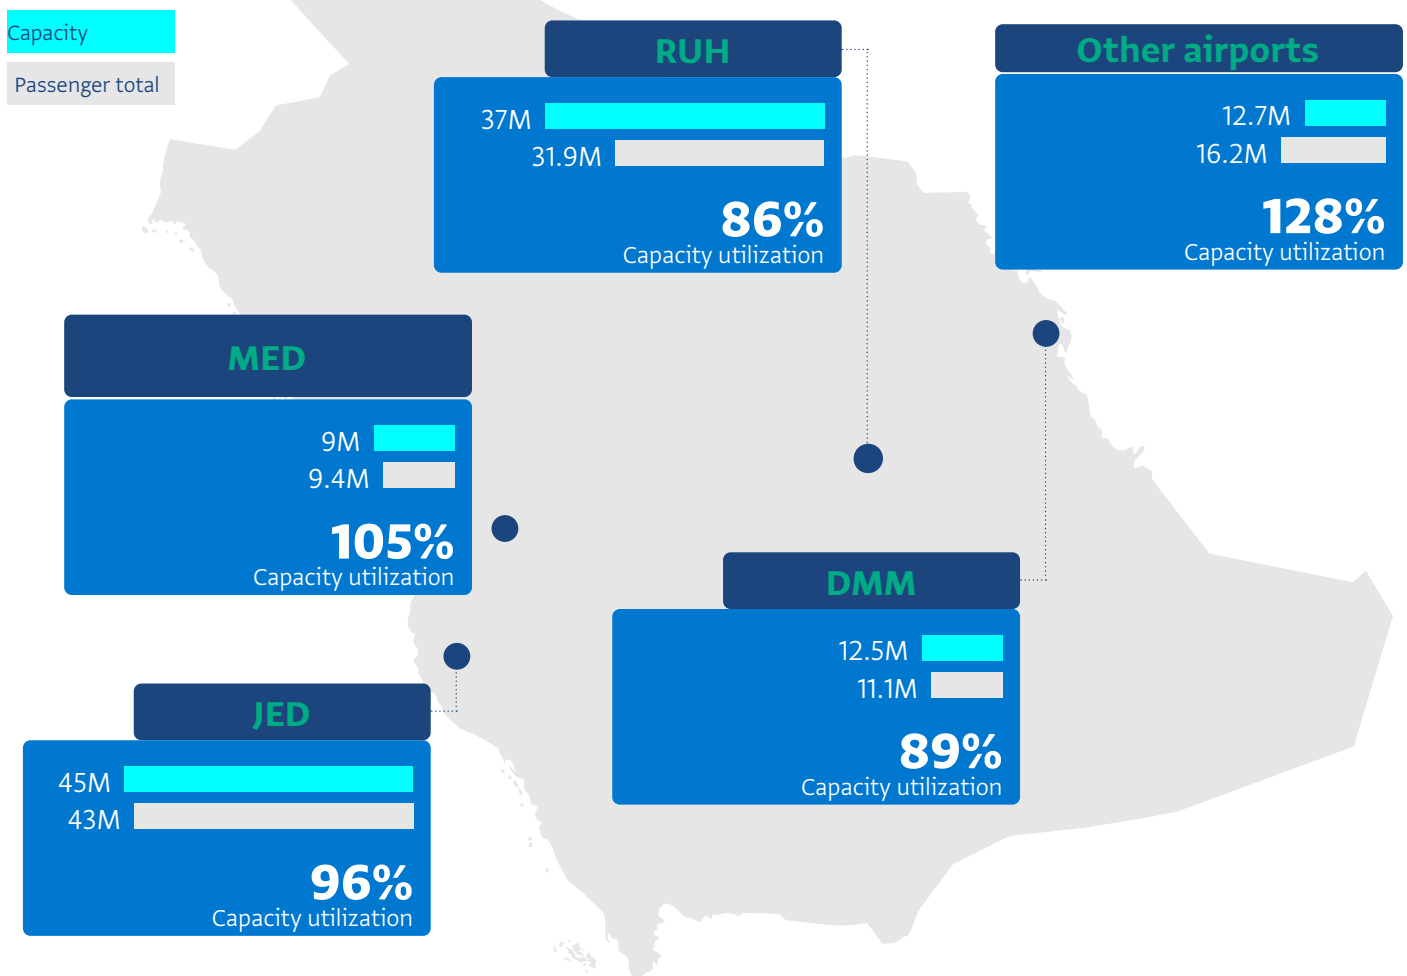 Capacity
Passenger total
RUH
37M
31.9M
86%
Capacity utilization
Other airports
12.7M
16.2M
128%
Capacity utilization
MED
9M
9.4M
105%
Capacity utilization
DMM
12.5M
11.1M
89%
Capacity utilization
JED
45M
43M
96%
Capacity utilization